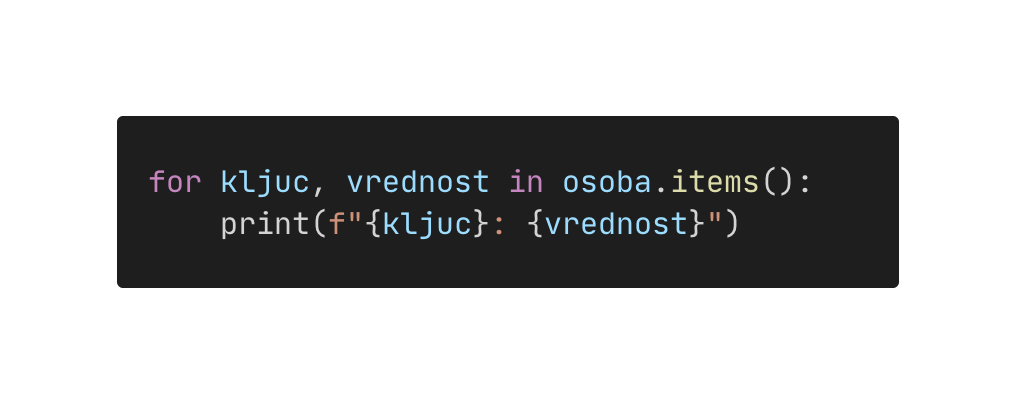 for kljuc, vrednost in osoba.items():
    print(f"{kljuc}: {vrednost}")